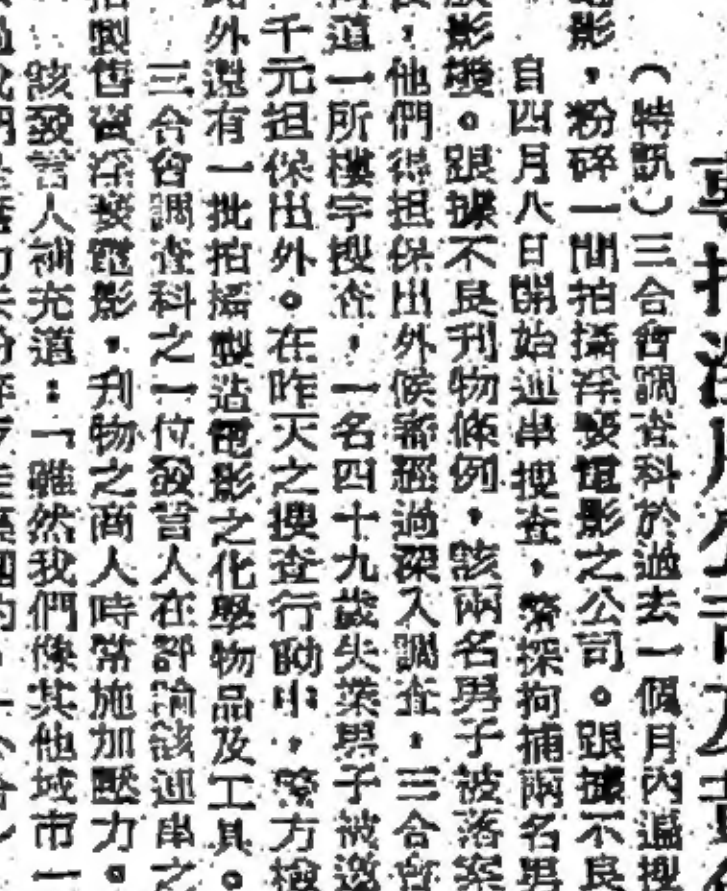 （特訊）三合會調查科於過去一個月內逼搜
電影，粉碎一間拍攝淫褻電影之公司。跟據不良
自四月八日開始連串搜查，警探拘捕兩名男
影機。跟據不良刊物條例，該兩名男子被落案
，他們得担保出外候審經過深入調查，三合會
道一所樓宇搜查，一名四十九歲失業男子被邀
千元担保出外。在昨天之搜查行動中，警方檢
外還有一批拍攝製造電影之化學物品及工具。
三合會調查科之一位發言人在評論該連串之
製售賣淫褻電影，刊物之商人時常施加壓力。
該發言人補充道：「雖然我們像其他城市一